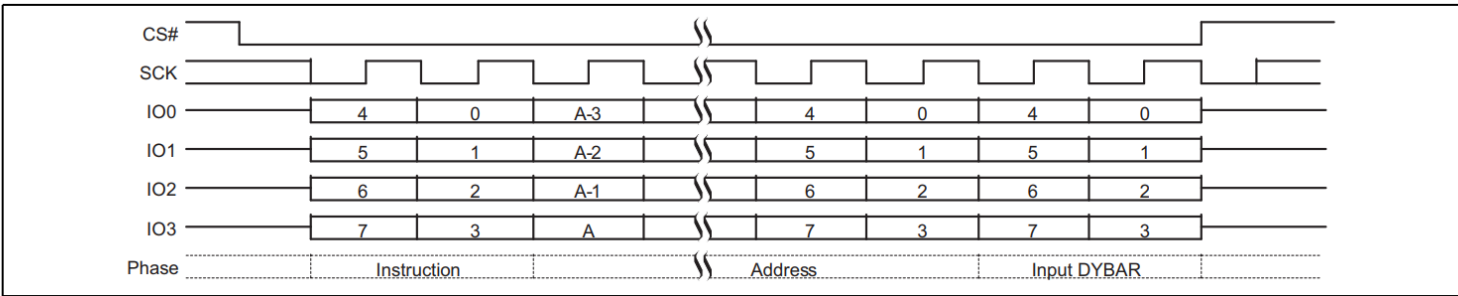 CS#
SCK
IO0 4 0 A-3 4 0 4 0
IO1 5 1 A-2 5 1 5 1
IO2 6 2 A-1 6 2 6 2
IO3 7 3 A 7 3 7 3
Phase Instruction Address Input DYBAR